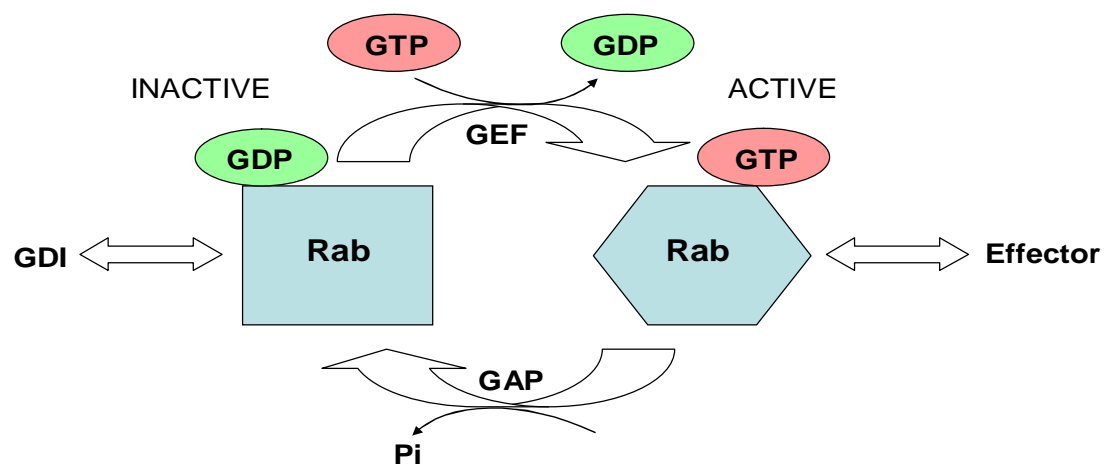 GTP
GDP
INACTIVE
ACTIVE
GEF
GDP
GTP
Rab
Rab
GDI
Effector
GAP
Pi